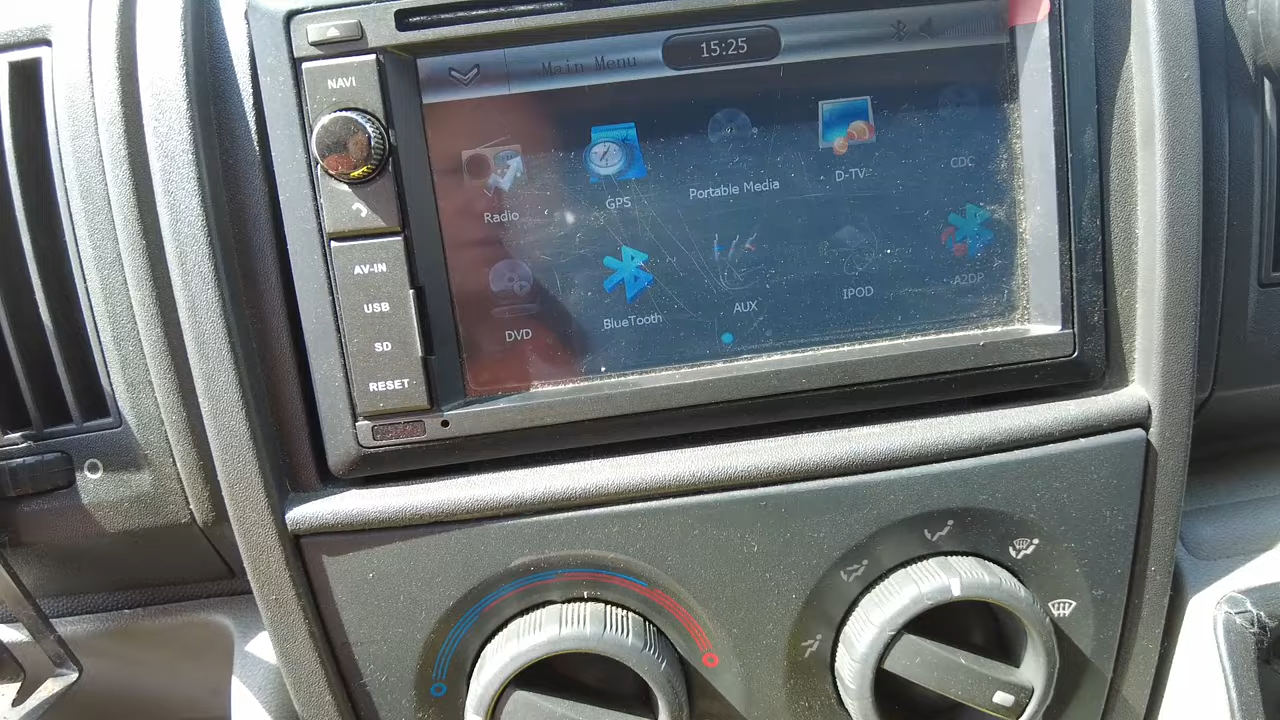 NAVI
AV-IN
USB
SD
RESET
Main Menu
15:25
Radio
GPS
Portable Media
D-TV
CDC
DVD
BlueTooth
AUX
IPOD
A2DP